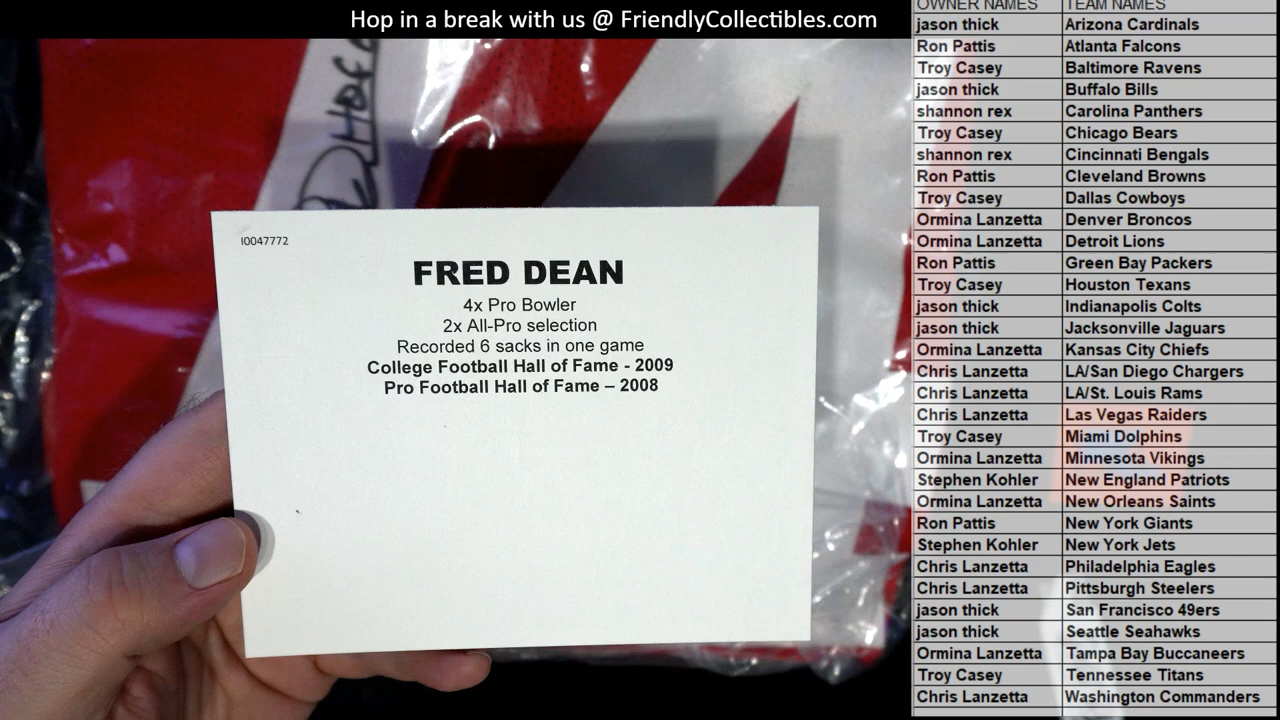 Hop in a break with us @ FriendlyCollectibles.com
HOF
I0047772
FRED DEAN
4x Pro Bowler
2x All-Pro selection
Recorded 6 sacks in one game
College Football Hall of Fame - 2009
Pro Football Hall of Fame – 2008
OWNER NAMES TEAM NAMES
jason thick Arizona Cardinals
Ron Pattis Atlanta Falcons
Troy Casey Baltimore Ravens
jason thick Buffalo Bills
shannon rex Carolina Panthers
Troy Casey Chicago Bears
shannon rex Cincinnati Bengals
Ron Pattis Cleveland Browns
Troy Casey Dallas Cowboys
Ormina Lanzetta Denver Broncos
Ormina Lanzetta Detroit Lions
Ron Pattis Green Bay Packers
Troy Casey Houston Texans
jason thick Indianapolis Colts
jason thick Jacksonville Jaguars
Ormina Lanzetta Kansas City Chiefs
Chris Lanzetta LA/San Diego Chargers
Chris Lanzetta LA/St. Louis Rams
Chris Lanzetta Las Vegas Raiders
Troy Casey Miami Dolphins
Ormina Lanzetta Minnesota Vikings
Stephen Kohler New England Patriots
Ormina Lanzetta New Orleans Saints
Ron Pattis New York Giants
Stephen Kohler New York Jets
Chris Lanzetta Philadelphia Eagles
Chris Lanzetta Pittsburgh Steelers
jason thick San Francisco 49ers
jason thick Seattle Seahawks
Ormina Lanzetta Tampa Bay Buccaneers
Troy Casey Tennessee Titans
Chris Lanzetta Washington Commanders